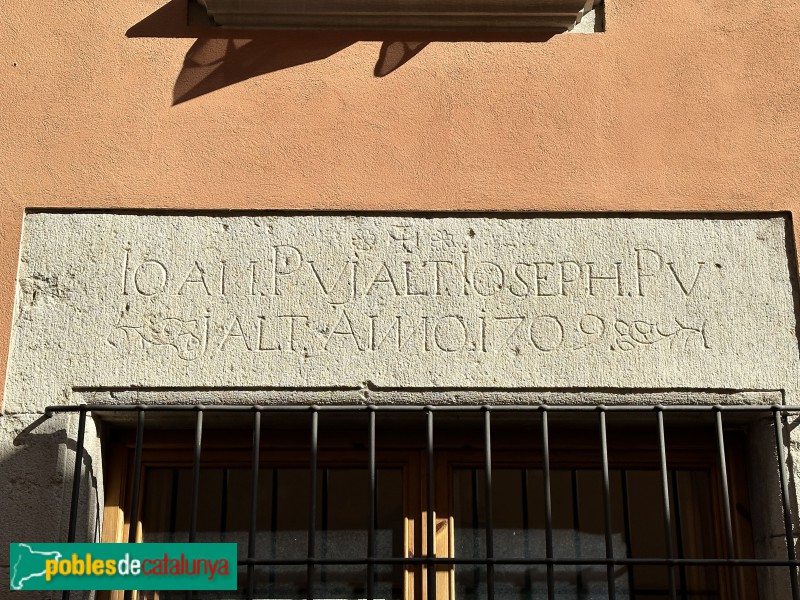 IOAN.PVJALT.IOSEPH.PV
JALT.ANNO.1709.
poblesdecatalunya